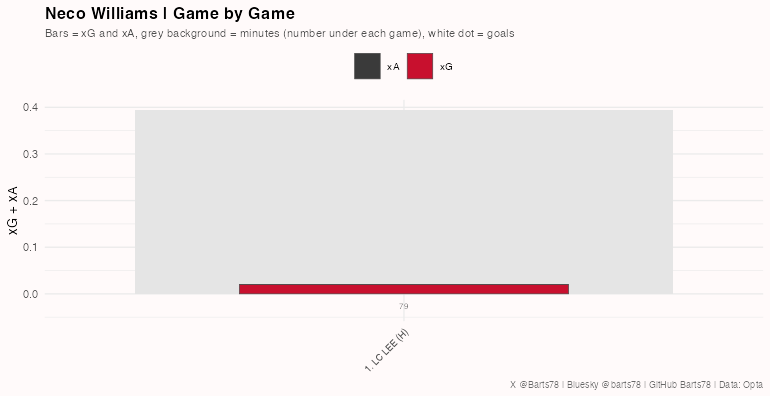 Neco Williams | Game by Game
Bars = xG and xA, grey background = minutes (number under each game), white dot = goals
xA
xG
xG + xA
0.4
0.3
0.2
0.1
0.0
79
1. LC LEE (H)
X @Barts78 | Bluesky @barts78 | GitHub Barts78 | Data: Opta